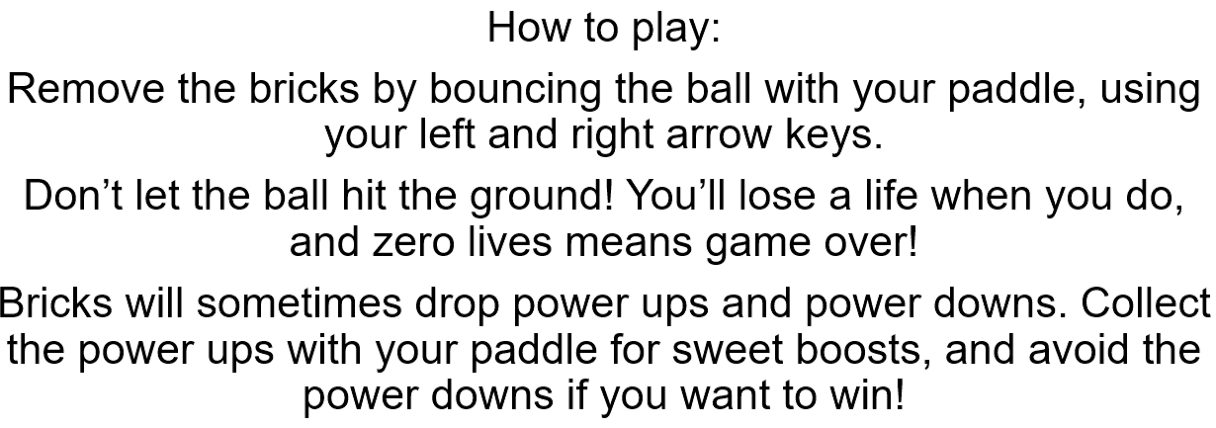 How to play:
Remove the bricks by bouncing the ball with your paddle, using
your left and right arrow keys.
Don’t let the ball hit the ground! You’ll lose a life when you do,
and zero lives means game over!
Bricks will sometimes drop power ups and power downs. Collect
the power ups with your paddle for sweet boosts, and avoid the
power downs if you want to win!